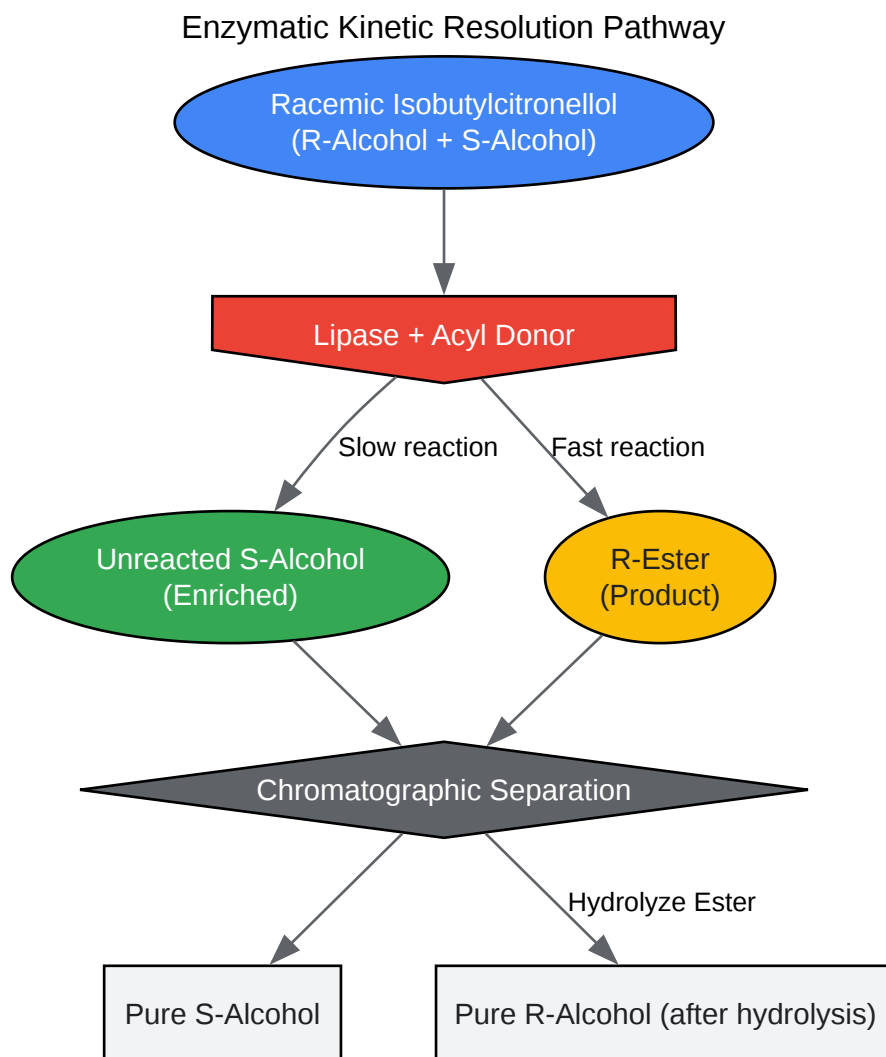 Enzymatic Kinetic Resolution Pathway
Racemic Isobutylcitronellol
(R-Alcohol + S-Alcohol)
Lipase + Acyl Donor
Slow reaction
Fast reaction
Unreacted S-Alcohol
(Enriched)
R-Ester
(Product)
Chromatographic Separation
Hydrolyze Ester
Pure S-Alcohol
Pure R-Alcohol (after hydrolysis)